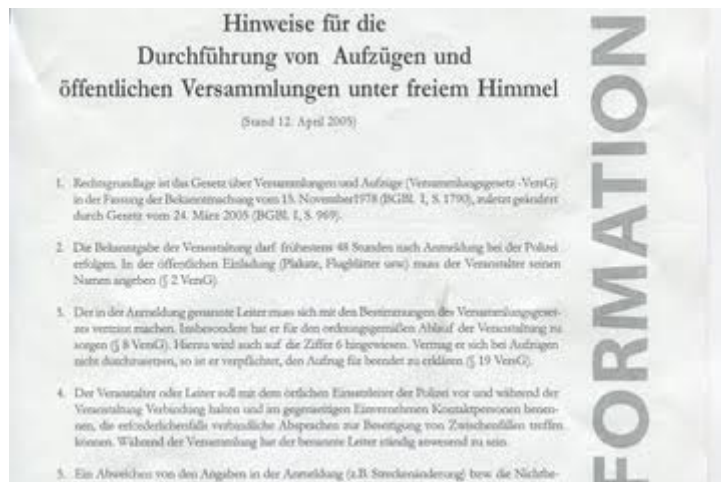 Hinweise für die
Durchführung von Aufzügen und
öffentlichen Versammlungen unter freiem Himmel
(Stand 12. April 2005)
1. Rechtsgrundlage ist das Gesetz über Versammlungen und Aufzüge (Versammlungsgesetz -VersG)
in der Fassung der Bekanntmachung vom 15. November1978 (BGBl. I, S. 1790), zuletzt geändert
durch Gesetz vom 24. März 2005 (BGBl. I, S. 969).
2. Die Bekanntgabe der Veranstaltung darf frühestens 48 Stunden nach Anmeldung bei der Polizei
erfolgen. In der öffentlichen Einladung (Plakate, Flugblätter usw) muss der Veranstalter seinen
Namen angeben (§ 2 VersG)
3. Der in der Anmeldung genannte Leiter muss sich mit den Bestimmungen des Versammlungsgeset-
zes vertraut machen. Insbesondere hat er für den ordnungsgemäßen Ablauf der Veranstaltung zu
sorgen (§ 8 VersG). Hierzu wird auch auf die Ziffer 6 hingewiesen. Vermag er sich bei Aufzügen
nicht durchzusetzen, so ist er verpflichtet, den Aufzug für beendet zu erklären (§ 19 VersG).
4. Der Veranstalter oder Leiter soll mit dem örtlichen Einsatzleiter der Polizei vor und während der
Veranstaltung Verbindung halten und im gegenseitigen Einvernehmen Kontaktpersonen benen-
nen, die erforderlichenfalls verbindliche Absprachen zur Beseitigung von Zwischenfällen treffen
können. Während der Versammlung hat der benannte Leiter ständig anwesend zu sein.
5. Ein Abweichen von den Angaben in der Anmeldung (z.B. Streckenänderung) bzw. die Nichtbe-
FORMATION